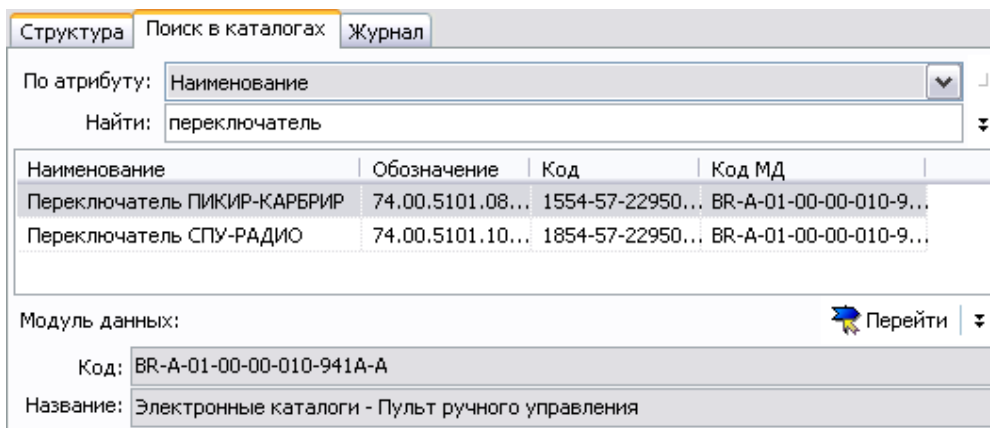 Структура Поиск в каталогах Журнал
По атрибуту: Наименование
Найти: переключатель
Наименование Обозначение Код Код МД
Переключатель ПИКИР-КАРБРИР 74.00.5101.08... 1554-57-22950... BR-A-01-00-00-010-9...
Переключатель СПУ-РАДИО 74.00.5101.10... 1854-57-22950... BR-A-01-00-00-010-9...
Модуль данных: Перейти
Код: BR-A-01-00-00-010-941A-A
Название: Электронные каталоги - Пульт ручного управления